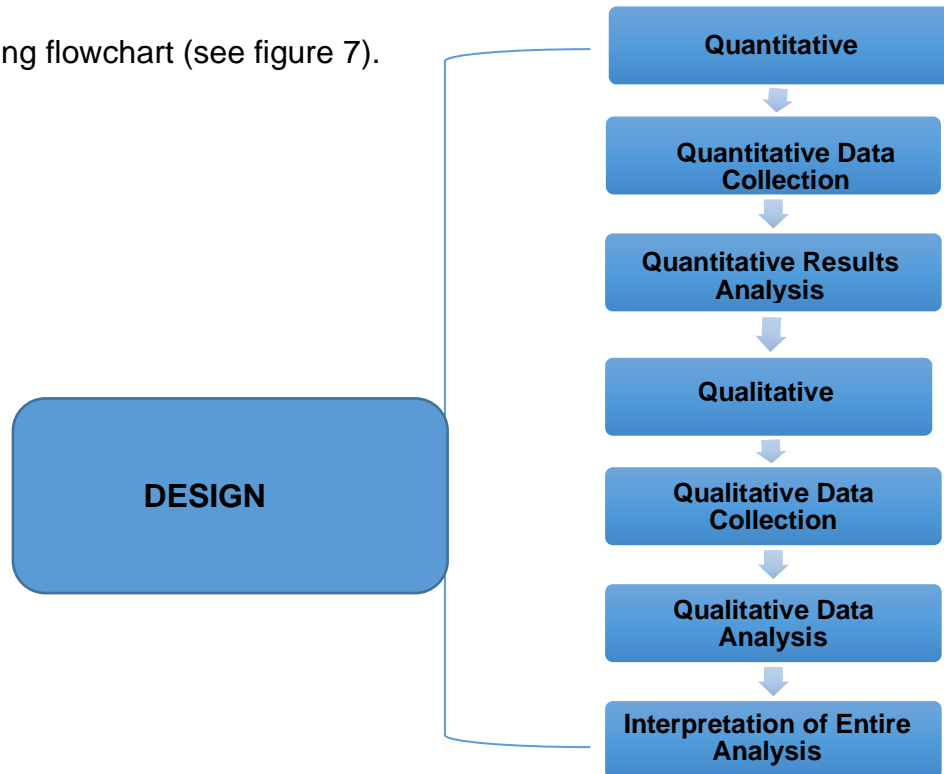 ng flowchart (see figure 7).
Quantitative
Quantitative Data
Collection
Quantitative Results
Analysis
Qualitative
DESIGN
Qualitative Data
Collection
Qualitative Data
Analysis
Interpretation of Entire
Analysis